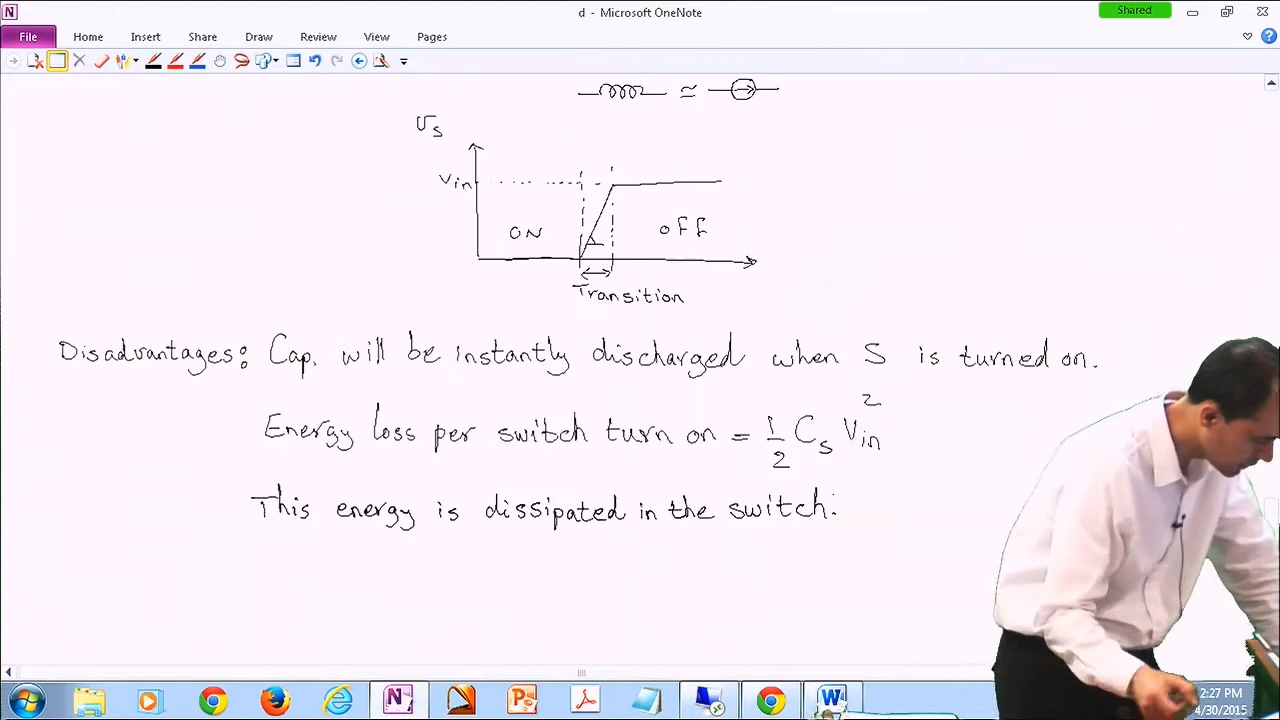 d - Microsoft OneNote
Shared
File Home Insert Share Draw Review View Pages
≃
Vs
Vin
ON
OFF
Transition
Disadvantages: Cap. will be instantly discharged when S is turned on.
Energy loss per switch turn on = 1/2 Cs Vin²
This energy is dissipated in the switch.
2:27 PM
4/30/2015